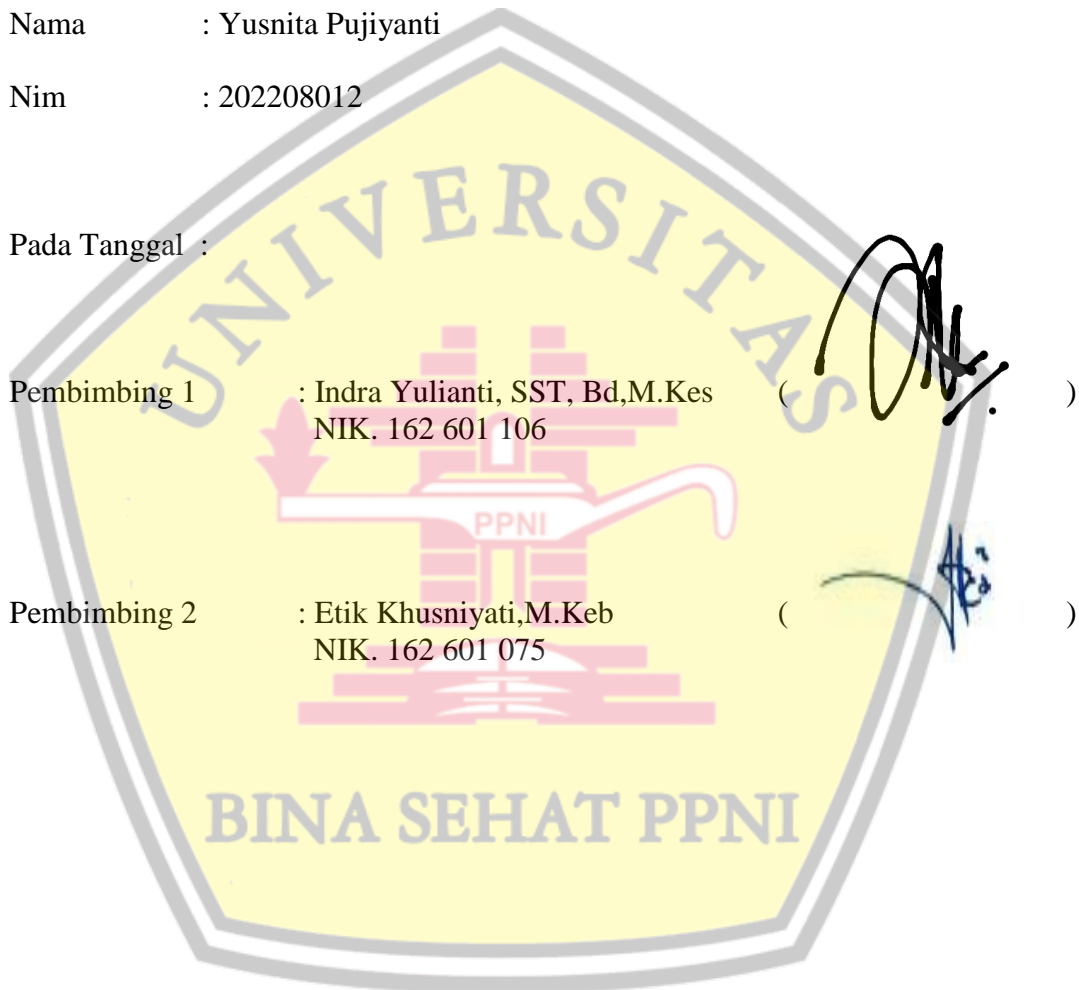 Nama : Yusnita Pujiyanti
Nim : 202208012
UNIVERSITAS
Pada Tanggal :
Pembimbing 1 : Indra Yulianti, SST, Bd,M.Kes ( )
NIK. 162 601 106
PPNI
Pembimbing 2 : Etik Khusniyati,M.Keb ( )
NIK. 162 601 075
BINA SEHAT PPNI